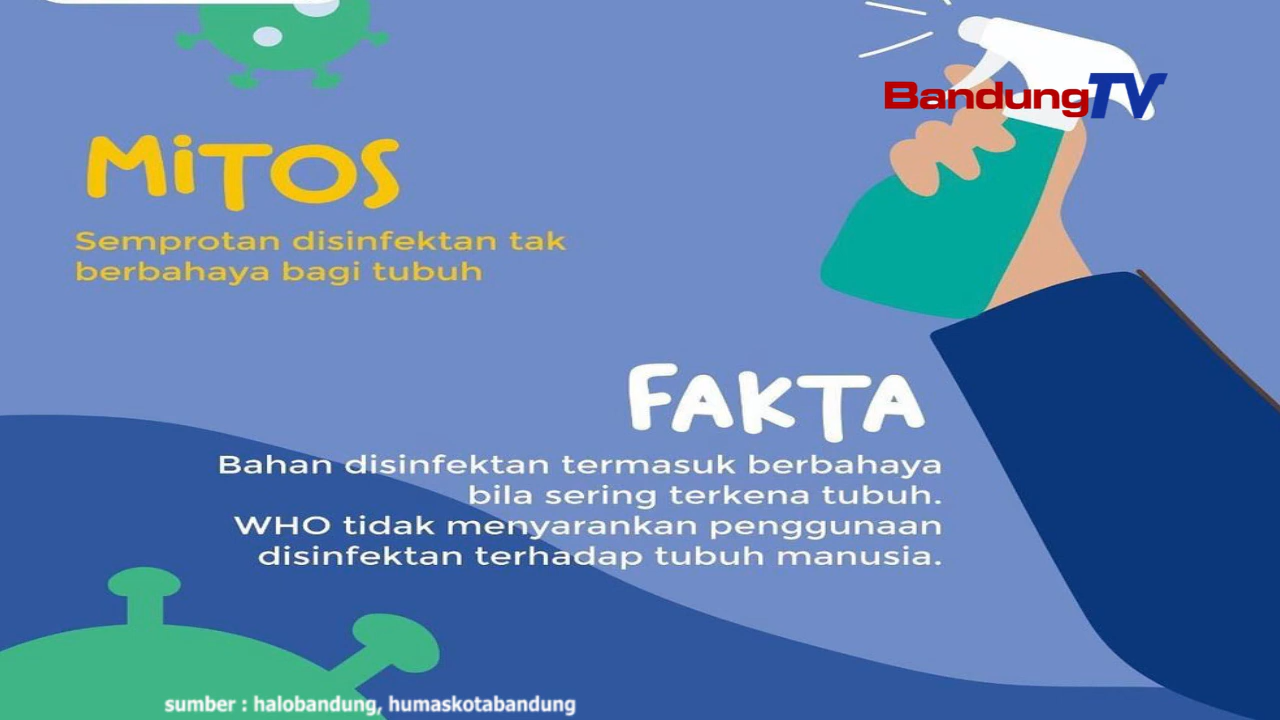 BandungTV
MiTOS
Semprotan disinfektan tak
berbahaya bagi tubuh
FAKTA
Bahan disinfektan termasuk berbahaya
bila sering terkena tubuh.
WHO tidak menyarankan penggunaan
disinfektan terhadap tubuh manusia.
sumber : halobandung, humaskotabandung